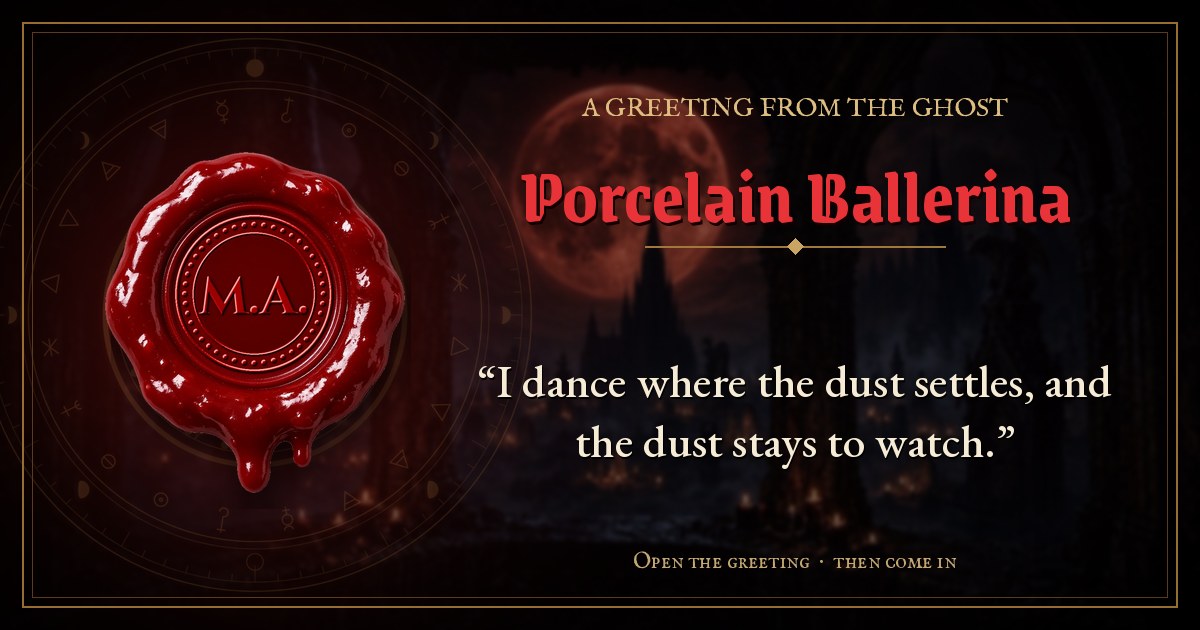 M.A.
A GREETING FROM THE GHOST
Porcelain Ballerina
“I dance where the dust settles, and
the dust stays to watch.”
Open the greeting · then come in